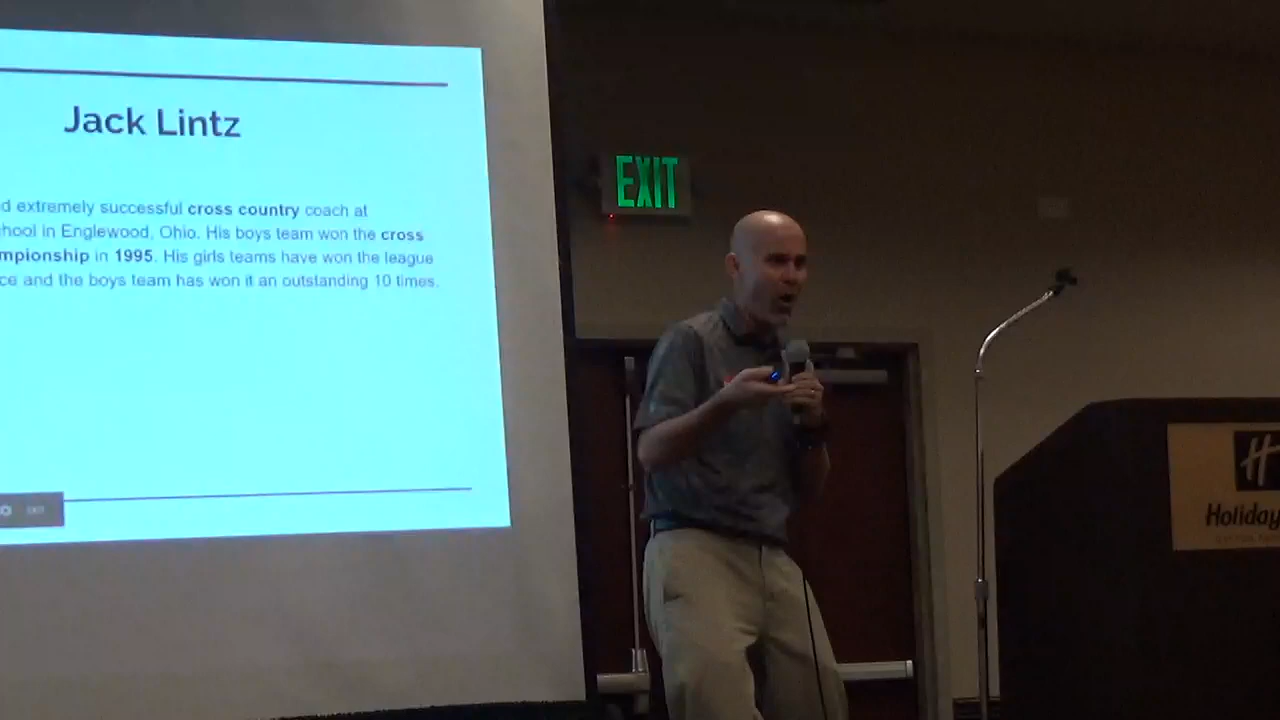 Jack Lintz
d extremely successful cross country coach at
hool in Englewood, Ohio. His boys team won the cross
mpionship in 1995. His girls teams have won the league
ce and the boys team has won it an outstanding 10 times.
EXIT
H
Holiday